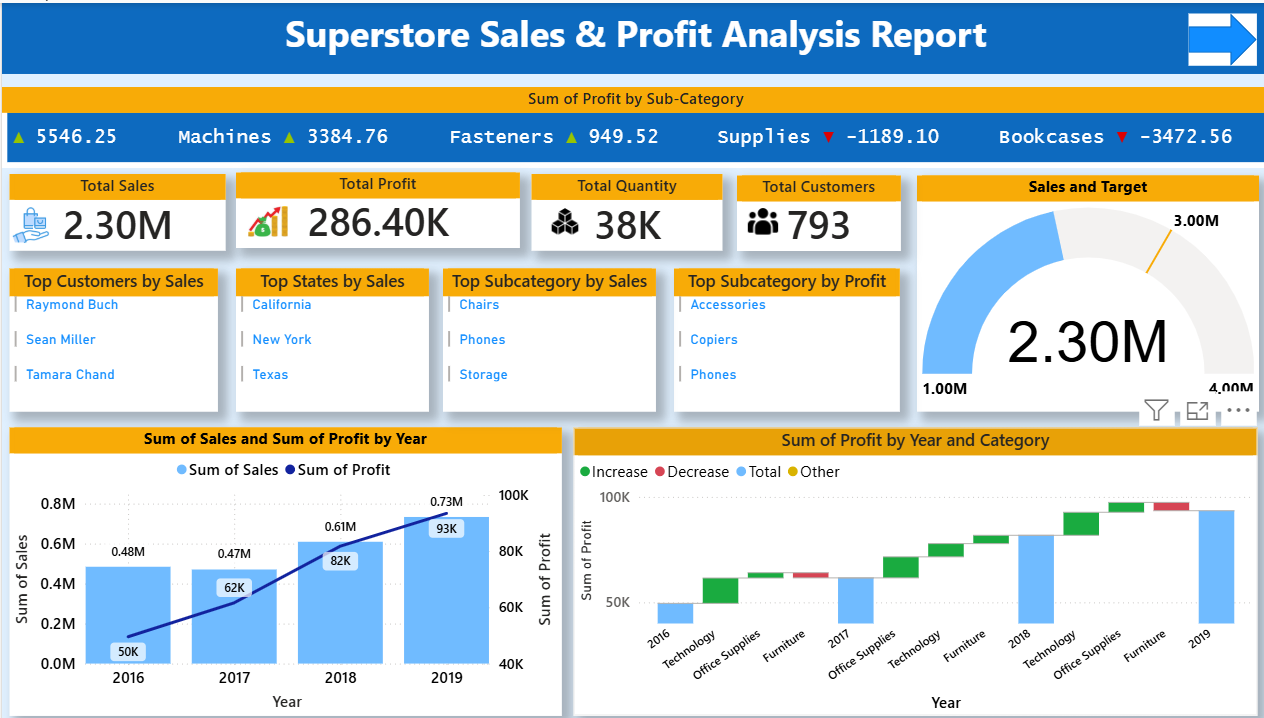 Superstore Sales & Profit Analysis Report
Sum of Profit by Sub-Category
▲ 5546.25 Machines ▲ 3384.76 Fasteners ▲ 949.52 Supplies ▼ -1189.10 Bookcases ▼ -3472.56
Total Sales
2.30M
Total Profit
286.40K
Total Quantity
38K
Total Customers
793
Sales and Target
3.00M
2.30M
1.00M
4.00M
Top Customers by Sales
Raymond Buch
Sean Miller
Tamara Chand
Top States by Sales
California
New York
Texas
Top Subcategory by Sales
Chairs
Phones
Storage
Top Subcategory by Profit
Accessories
Copiers
Phones
Sum of Sales and Sum of Profit by Year
Sum of Sales Sum of Profit
Sum of Sales
0.8M
0.6M
0.4M
0.2M
0.0M
0.48M
0.47M
0.61M
0.73M
50K
62K
82K
93K
100K
80K
60K
40K
Sum of Profit
2016 2017 2018 2019
Year
Sum of Profit by Year and Category
Increase Decrease Total Other
Sum of Profit
100K
50K
2016 Technology Office Supplies Furniture 2017 Office Supplies Technology Furniture 2018 Technology Office Supplies Furniture 2019
Year